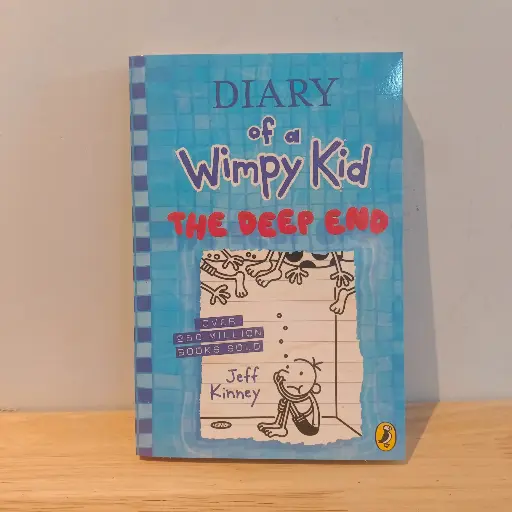 DIARY
of a
Wimpy Kid
THE DEEP END
OVER
250 MILLION
BOOKS SOLD
Jeff
Kinney